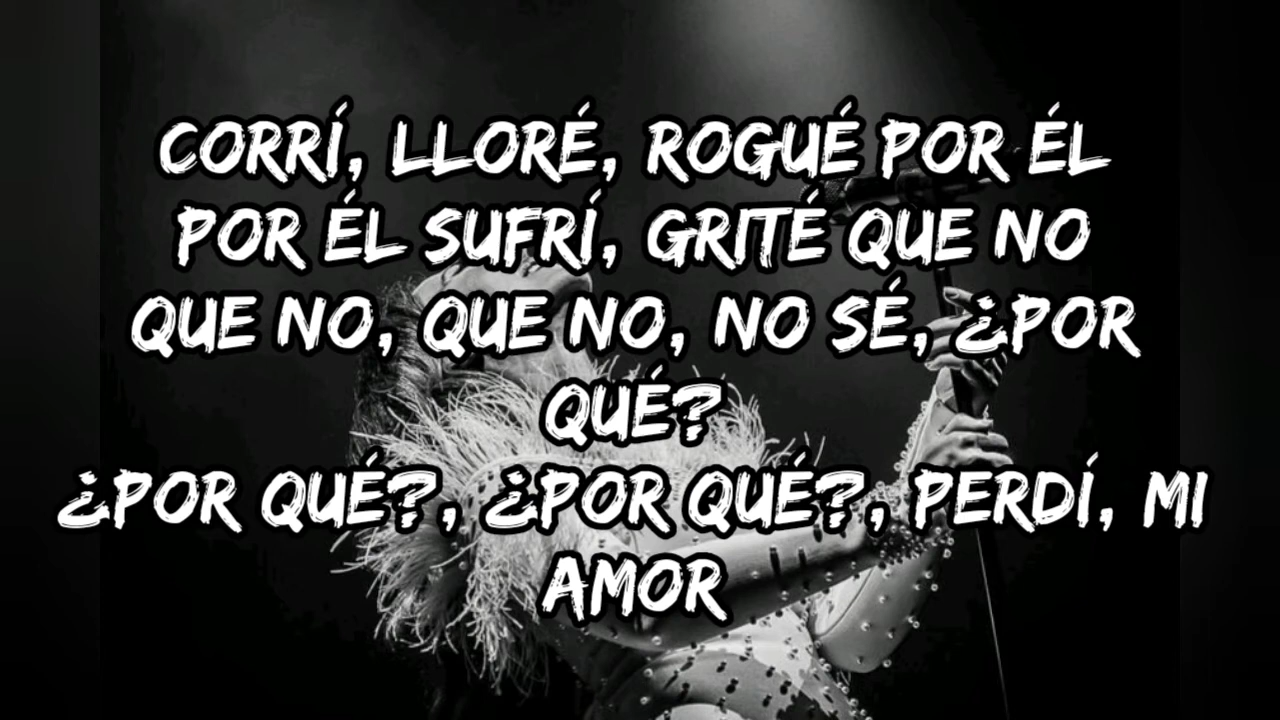 CORRÍ, LLORÉ, ROGUÉ POR ÉL
POR ÉL SUFRÍ, GRITÉ QUE NO
QUE NO, QUE NO, NO SÉ, ¿POR
QUÉ?
¿POR QUÉ?, ¿POR QUÉ?, PERDÍ, MI
AMOR